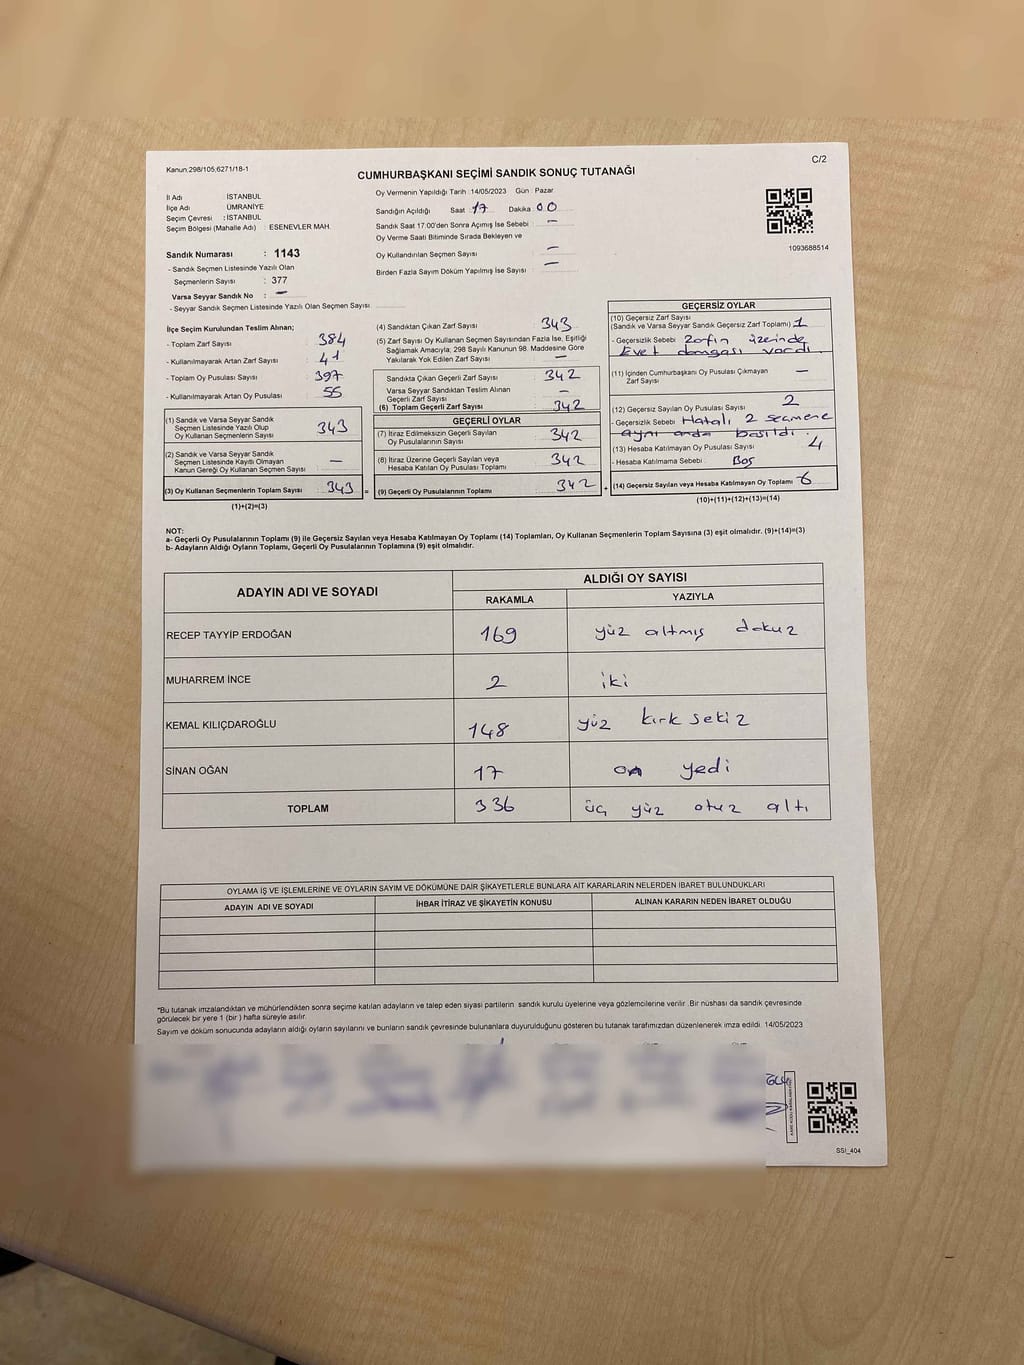 Kanun:298/105;6271/18-1
C/2
CUMHURBAŞKANI SEÇİMİ SANDIK SONUÇ TUTANAĞI
İl Adı : İSTANBUL
İlçe Adı : ÜMRANİYE
Seçim Çevresi : İSTANBUL
Seçim Bölgesi (Mahalle Adı) : ESENEVLER MAH.
Oy Vermenin Yapıldığı Tarih :14/05/2023 Gün : Pazar
Sandığın Açıldığı Saat 17 Dakika 00
Sandık Saat 17.00'den Sonra Açmış İse Sebebi : —
Oy Verme Saati Bitiminde Sırada Bekleyen ve
Oy Kullandırılan Seçmen Sayısı : —
Birden Fazla Sayım Döküm Yapılmış İse Sayısı : —
1093688514
Sandık Numarası : 1143
- Sandık Seçmen Listesinde Yazılı Olan
Seçmenlerin Sayısı : 377
Varsa Seyyar Sandık No : —
- Seyyar Sandık Seçmen Listesinde Yazılı Olan Seçmen Sayısı:
İlçe Seçim Kurulundan Teslim Alınan;
- Toplam Zarf Sayısı : 384
- Kullanılmayarak Artan Zarf Sayısı : 41
- Toplam Oy Pusulası Sayısı : 397
- Kullanılmayarak Artan Oy Pusulası : 55
(1) Sandık ve Varsa Seyyar Sandık
Seçmen Listesinde Yazılı Olup
Oy Kullanan Seçmenlerin Sayısı : 343
(2) Sandık ve Varsa Seyyar Sandık
Seçmen Listesinde Kayıtlı Olmayan
Kanun Gereği Oy Kullanan Seçmen Sayısı : —
(3) Oy Kullanan Seçmenlerin Toplam Sayısı : 343 =
(1)+(2)=(3)
(4) Sandıktan Çıkan Zarf Sayısı : 343
(5) Zarf Sayısı Oy Kullanan Seçmen Sayısından Fazla İse, Eşitliği
Sağlamak Amacıyla; 298 Sayılı Kanunun 98. Maddesine Göre
Yakılarak Yok Edilen Zarf Sayısı : —
Sandıkta Çıkan Geçerli Zarf Sayısı : 342
Varsa Seyyar Sandıktan Teslim Alınan
Geçerli Zarf Sayısı : —
(6) Toplam Geçerli Zarf Sayısı : 342
GEÇERLİ OYLAR
(7) İtiraz Edilmeksizin Geçerli Sayılan
Oy Pusulalarının Sayısı : 342
(8) İtiraz Üzerine Geçerli Sayılan veya
Hesaba Katılan Oy Pusulası Toplamı : 342
(9) Geçerli Oy Pusulalarının Toplamı : 342 +
GEÇERSİZ OYLAR
(10) Geçersiz Zarf Sayısı
(Sandık ve Varsa Seyyar Sandık Geçersiz Zarf Toplamı) : 1
- Geçersizlik Sebebi : Zarfın üzerinde
Evet damgası vardı.
(11) İçinden Cumhurbaşkanı Oy Pusulası Çıkmayan
Zarf Sayısı : —
(12) Geçersiz Sayılan Oy Pusulası Sayısı : 2
- Geçersizlik Sebebi : Hatalı 2 seçmene
aynı anda basıldı.
(13) Hesaba Katılmayan Oy Pusulası Sayısı : 4
- Hesaba Katılmama Sebebi : Boş
(14) Geçersiz Sayılan veya Hesaba Katılmayan Oy Toplamı : 6
(10)+(11)+(12)+(13)=(14)
NOT:
a- Geçerli Oy Pusulalarının Toplamı (9) ile Geçersiz Sayılan veya Hesaba Katılmayan Oy Toplamı (14) Toplamları, Oy Kullanan Seçmenlerin Toplam Sayısına (3) eşit olmalıdır. (9)+(14)=(3)
b- Adayların Aldığı Oyların Toplamı, Geçerli Oy Pusulalarının Toplamına (9) eşit olmalıdır.
ADAYIN ADI VE SOYADI ALDIĞI OY SAYISI
RAKAMLA YAZIYLA
RECEP TAYYİP ERDOĞAN 169 yüz altmış dokuz
MUHARREM İNCE 2 iki
KEMAL KILIÇDAROĞLU 148 yüz kırk sekiz
SİNAN OĞAN 17 on yedi
TOPLAM 336 üç yüz otuz altı
OYLAMA İŞ VE İŞLEMLERİNE VE OYLARIN SAYIM VE DÖKÜMÜNE DAİR ŞİKAYETLERLE BUNLARA AİT KARARLARIN NELERDEN İBARET BULUNDUKLARI
ADAYIN ADI VE SOYADI İHBAR İTİRAZ VE ŞİKAYETİN KONUSU ALINAN KARARIN NEDEN İBARET OLDUĞU
*Bu tutanak imzalandıktan ve mühürlendikten sonra seçime katılan adayların ve talep eden siyasi partilerin sandık kurulu üyelerine veya gözlemcilerine verilir .Bir nüshası da sandık çevresinde
görülecek bir yere 1 (bir ) hafta süreyle asılır.
Sayım ve döküm sonucunda adayların aldığı oyların sayılarını ve bunların sandık çevresinde bulunanlara duyurulduğunu gösteren bu tutanak tarafımızdan düzenlenerek imza edildi. 14/05/2023
SSI_404